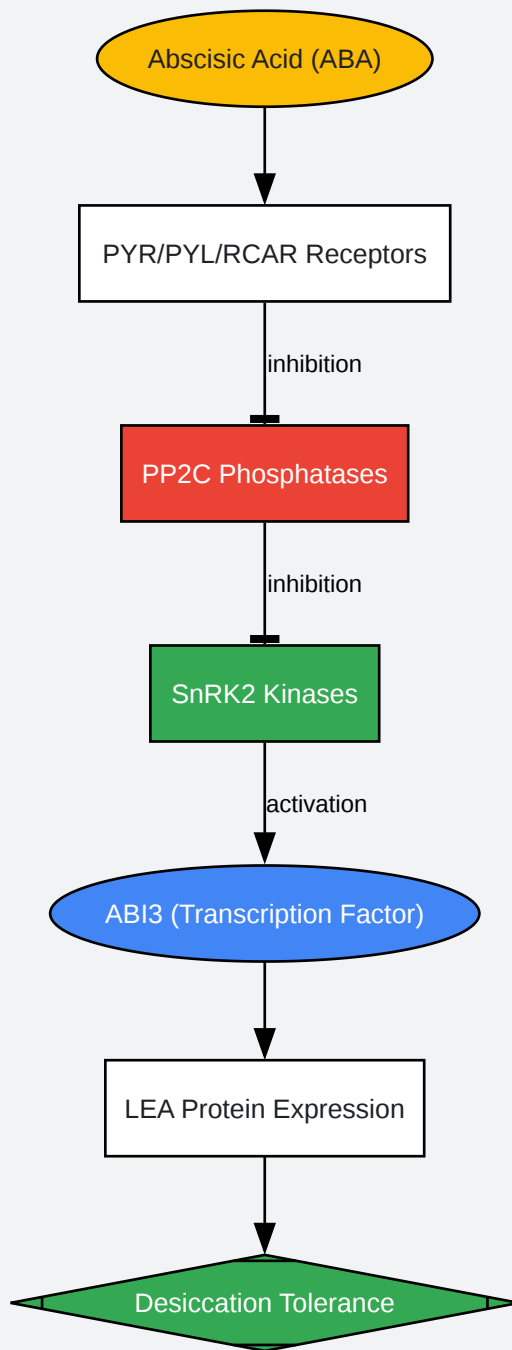 Abscisic Acid (ABA)
PYR/PYL/RCAR Receptors
inhibition
PP2C Phosphatases
inhibition
SnRK2 Kinases
activation
ABI3 (Transcription Factor)
LEA Protein Expression
Desiccation Tolerance